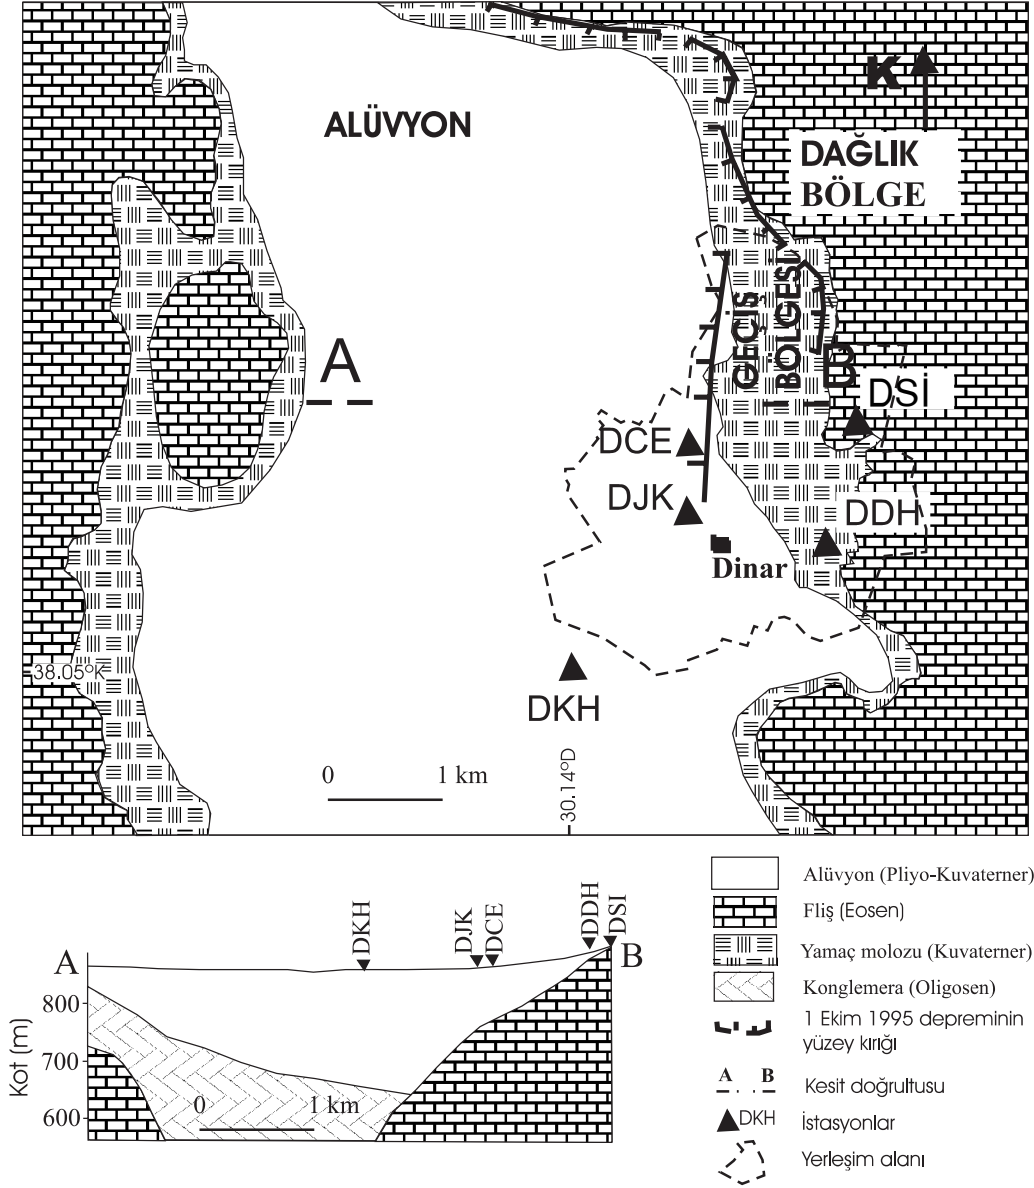 K
ALÜVYON
DAĞLIK
BÖLGE
GEÇİŞ
BÖLGESİ
A
B
DSİ
DÇE
DJK
DDH
Dinar
38.05°K
DKH
0 1 km
30.14°D
A
B
DKH
DJK
DCE
DDH
DSI
Kot (m)
800
700
600
0 1 km
Alüvyon (Pliyo-Kuvaterner)
Fliş (Eosen)
Yamaç molozu (Kuvaterner)
Konglemera (Oligosen)
1 Ekim 1995 depreminin
yüzey kırığı
A B
Kesit doğrultusu
DKH
İstasyonlar
Yerleşim alanı